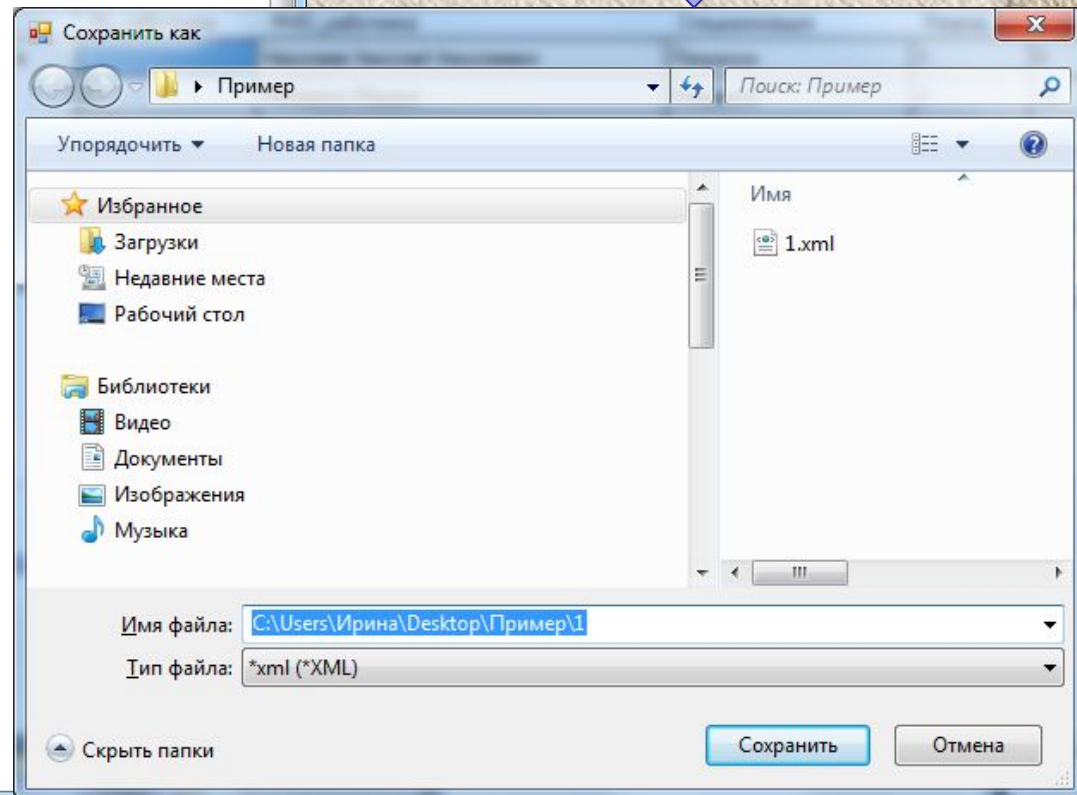 Сохранить как
Пример
Поиск: Пример
Упорядочить
Новая папка
Избранное
Загрузки
Недавние места
Рабочий стол
Библиотеки
Видео
Документы
Изображения
Музыка
Имя
1.xml
Имя файла: C:\Users\Ирина\Desktop\Пример\1
Тип файла: *xml (*XML)
Скрыть папки
Сохранить
Отмена